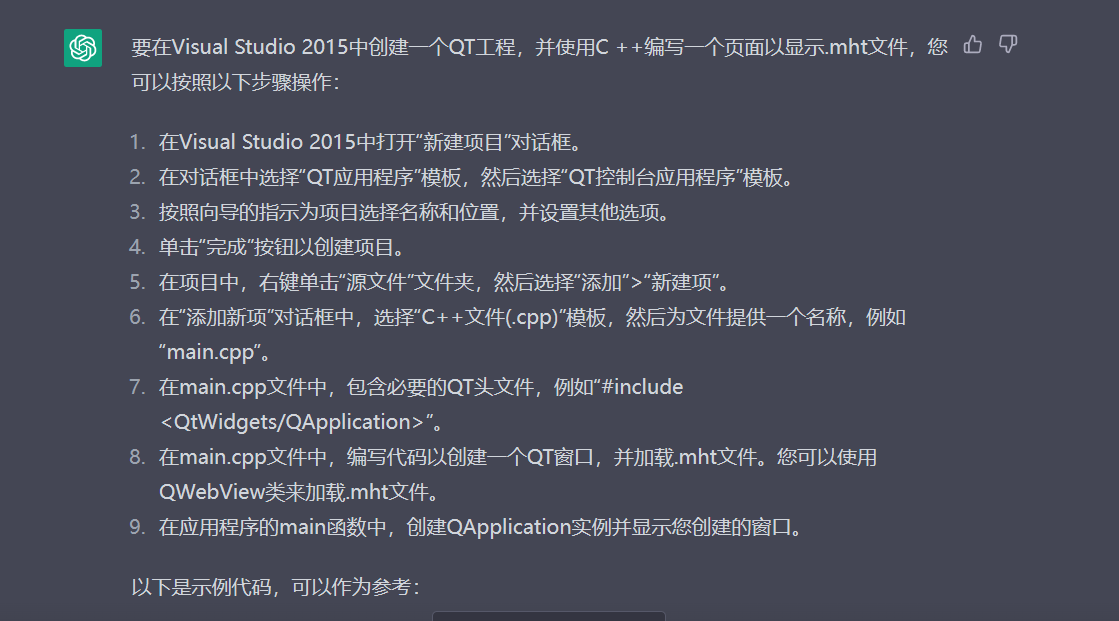 要在Visual Studio 2015中创建一个QT工程，并使用C ++编写一个页面以显示.mht文件，您
可以按照以下步骤操作：
1. 在Visual Studio 2015中打开“新建项目”对话框。
2. 在对话框中选择“QT应用程序”模板，然后选择“QT控制台应用程序”模板。
3. 按照向导的指示为项目选择名称和位置，并设置其他选项。
4. 单击“完成”按钮以创建项目。
5. 在项目中，右键单击“源文件”文件夹，然后选择“添加”>“新建项”。
6. 在“添加新项”对话框中，选择“C++文件(.cpp)”模板，然后为文件提供一个名称，例如
“main.cpp”。
7. 在main.cpp文件中，包含必要的QT头文件，例如“#include
<QtWidgets/QApplication>”。
8. 在main.cpp文件中，编写代码以创建一个QT窗口，并加载.mht文件。您可以使用
QWebView类来加载.mht文件。
9. 在应用程序的main函数中，创建QApplication实例并显示您创建的窗口。
以下是示例代码，可以作为参考：